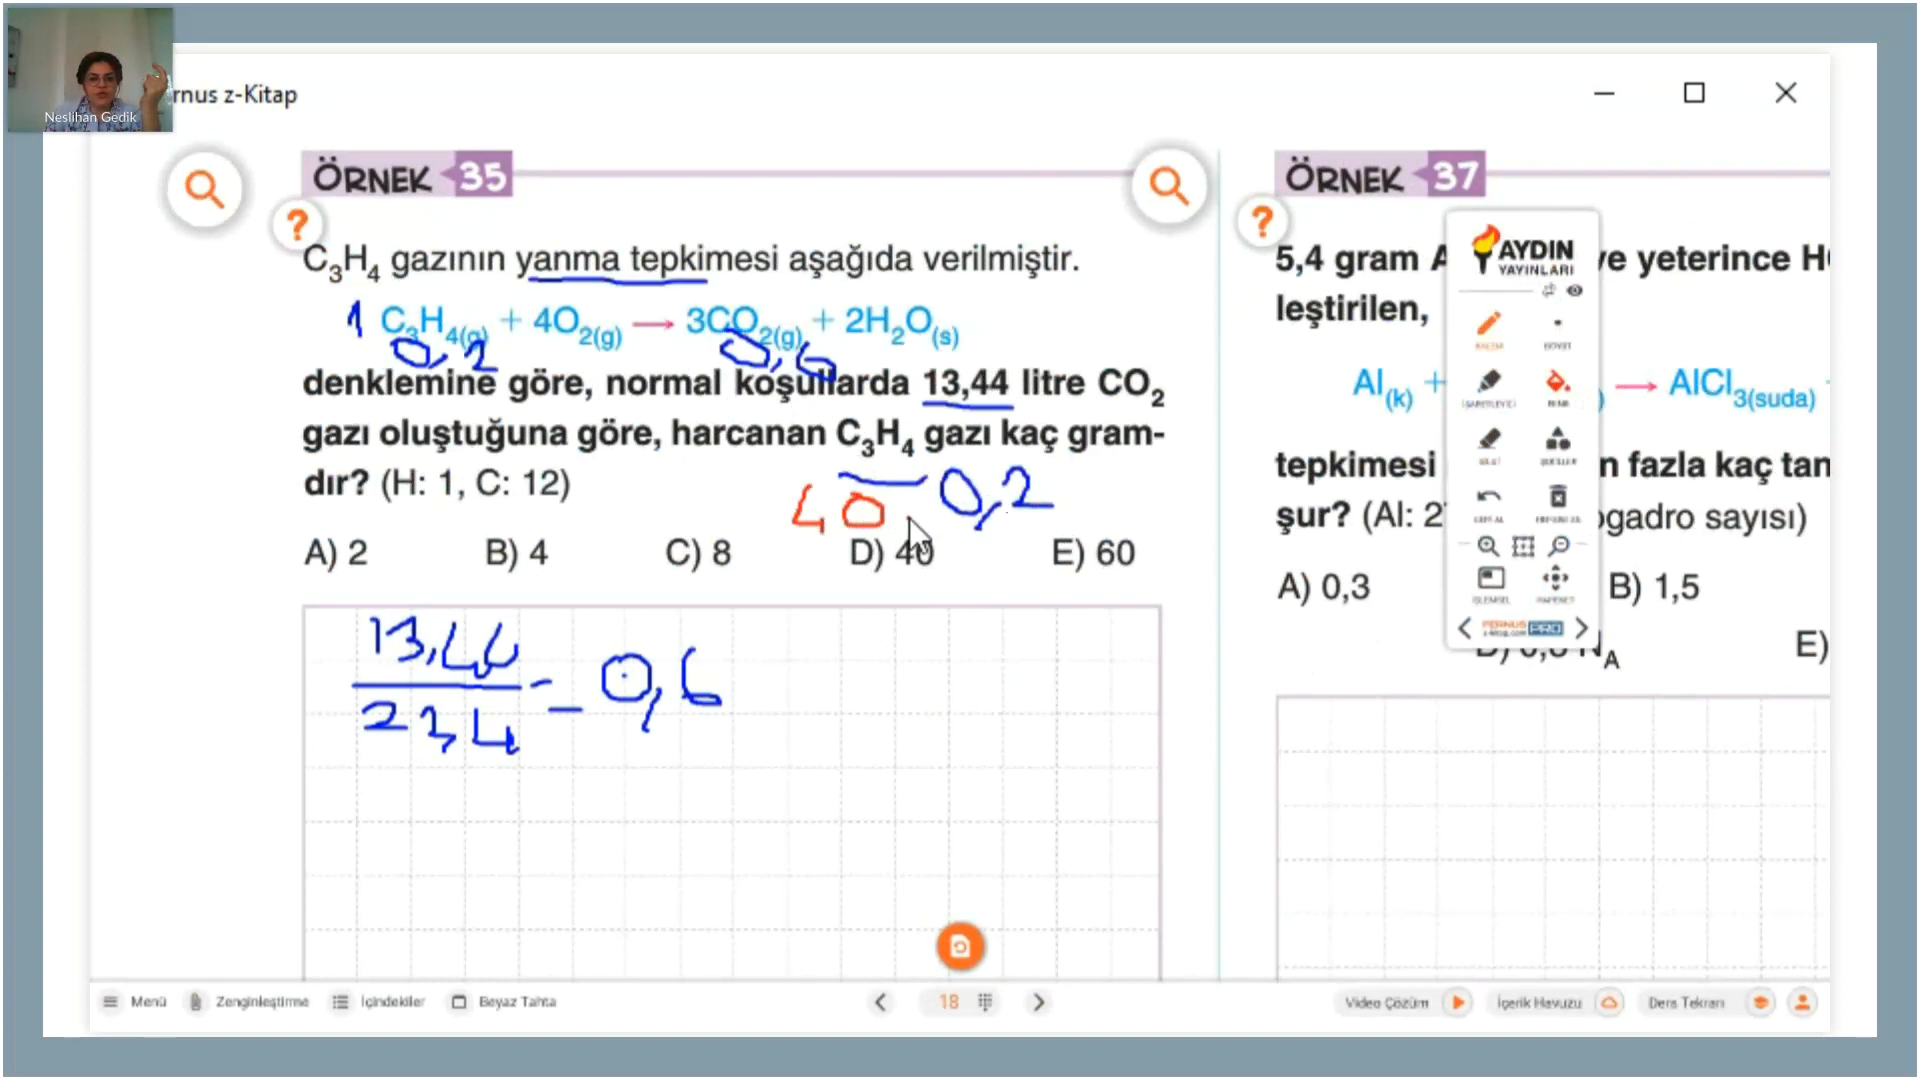 Neslihan Gedik
rnus z-Kitap
ÖRNEK 35
C₃H₄ gazının yanma tepkimesi aşağıda verilmiştir.
1 C₃H₄(g) + 4O₂(g) → 3CO₂(g) + 2H₂O(s)
0,2 0,6
denklemine göre, normal koşullarda 13,44 litre CO₂
gazı oluştuğuna göre, harcanan C₃H₄ gazı kaç gram-
dır? (H: 1, C: 12)
40 . 0,2
A) 2 B) 4 C) 8 D) 40 E) 60
13,44
22,4
= 0,6
ÖRNEK 37
5,4 gram A ve yeterince H
leştirilen,
Al(k) + → AlCl₃(suda)
tepkimesi n fazla kaç tan
şur? (Al: 2 ogadro sayısı)
A) 0,3 B) 1,5
E)
AYDIN
YAYINLARI
PRO
Menü Zenginleştirme İçindekiler Beyaz Tahta
18
Video Çözüm İçerik Havuzu Ders Tekrarı